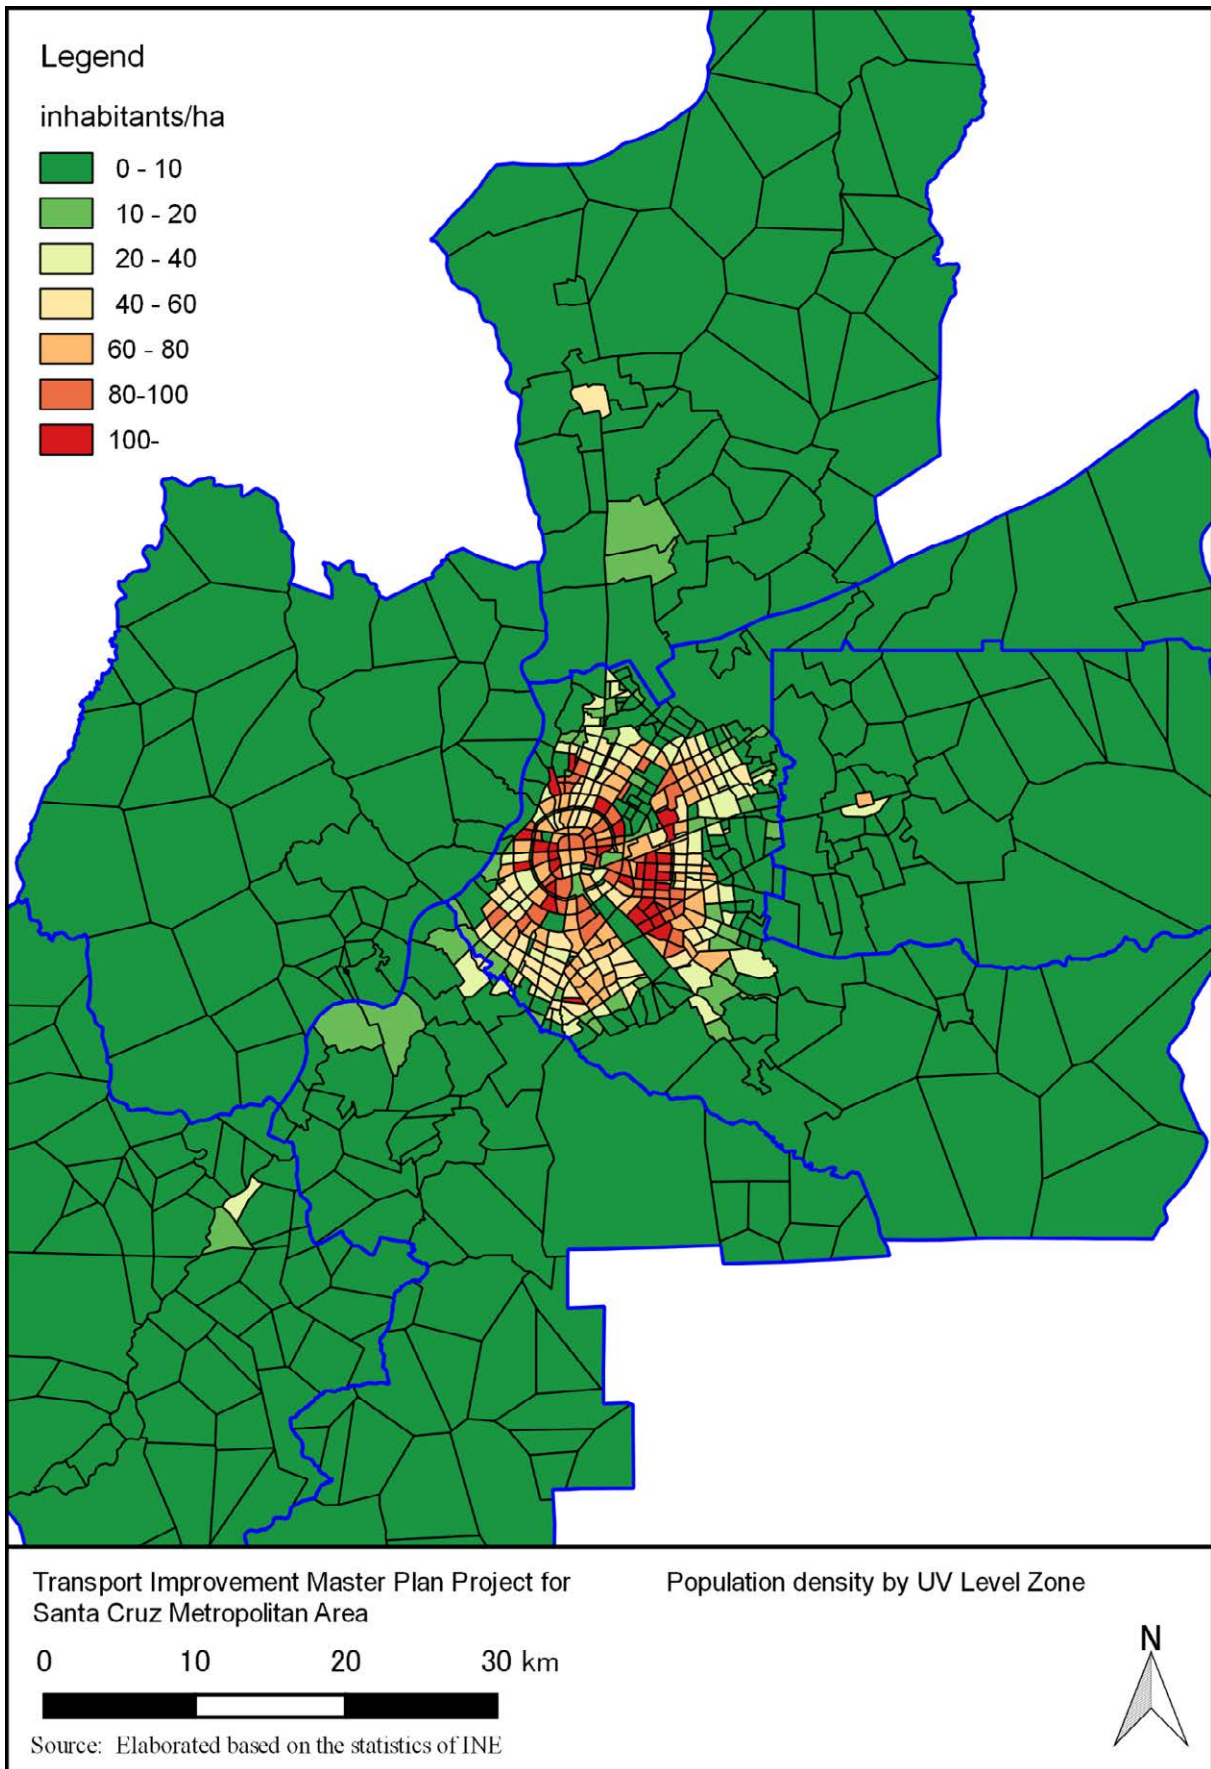 Legend
inhabitants/ha
0 - 10
10 - 20
20 - 40
40 - 60
60 - 80
80-100
100-
Transport Improvement Master Plan Project for
Santa Cruz Metropolitan Area
Population density by UV Level Zone
0 10 20 30 km
N
Source: Elaborated based on the statistics of INE